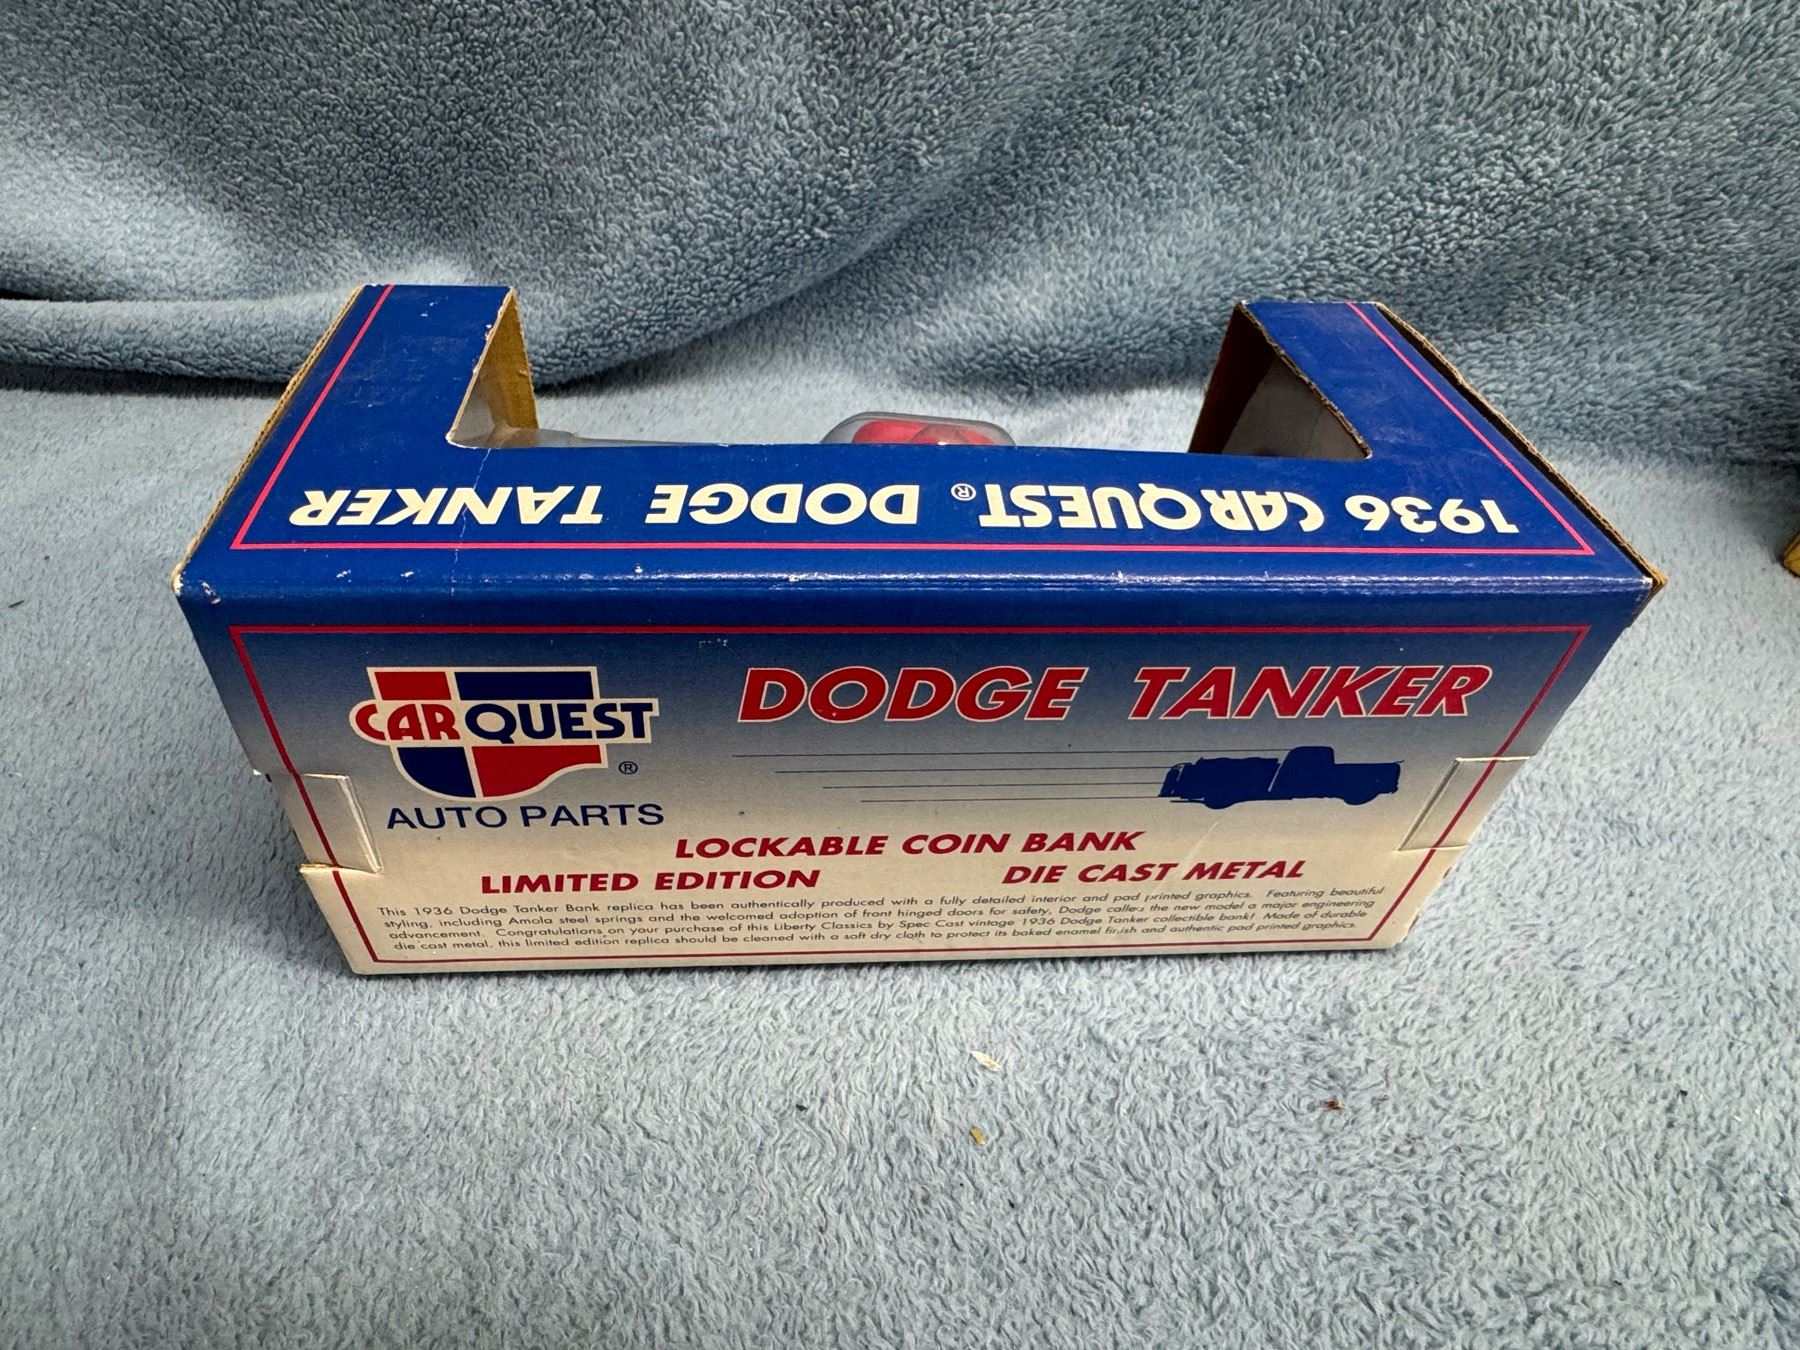 1936 CARQUEST® DODGE TANKER
CARQUEST®
AUTO PARTS
DODGE TANKER
LOCKABLE COIN BANK
LIMITED EDITION DIE CAST METAL
This 1936 Dodge Tanker Bank replica has been authentically produced with a fully detailed interior and pad printed graphics. Featuring beautiful
styling, including Amola steel springs and the welcomed adoption of front hinged doors for safety, Dodge called the new model a major engineering
advancement. Congratulations on your purchase of this Liberty Classics by Spec Cast vintage 1936 Dodge Tanker collectible bank! Made of durable
die cast metal, this limited edition replica should be cleaned with a soft dry cloth to protect its baked enamel finish and authentic pad printed graphics.